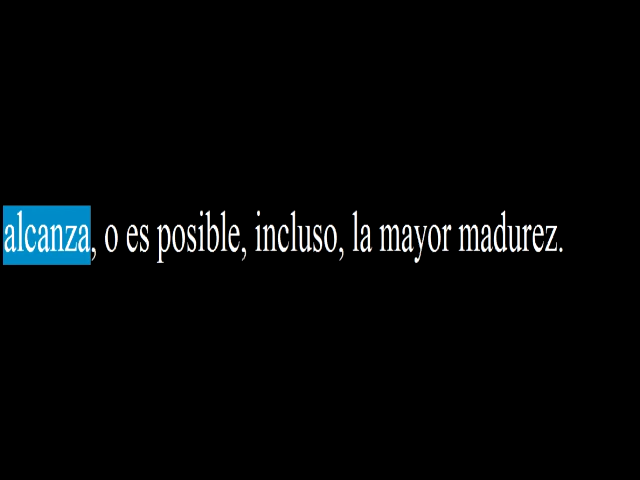 alcanza, o es posible, incluso, la mayor madurez.